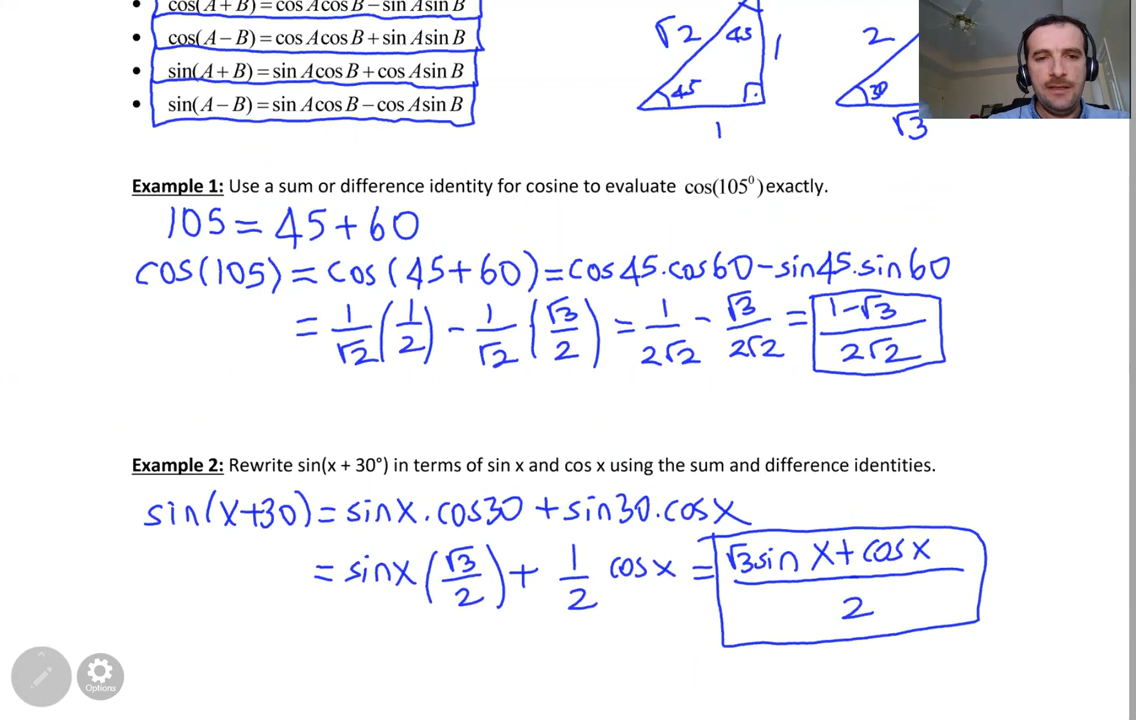 • cos(A + B) = cos A cos B − sin A sin B
• cos(A − B) = cos A cos B + sin A sin B
• sin(A + B) = sin A cos B + cos A sin B
• sin(A − B) = sin A cos B − cos A sin B
√2 45 1
45
1
2
30
√3
Example 1: Use a sum or difference identity for cosine to evaluate cos(105⁰) exactly.
105 = 45 + 60
cos(105) = cos(45+60) = cos45.cos60 − sin45.sin60
= 1/√2 (1/2) − 1/√2 (√3/2) = 1/2√2 − √3/2√2 = 1−√3/2√2
Example 2: Rewrite sin(x + 30°) in terms of sin x and cos x using the sum and difference identities.
sin(x+30) = sinx.cos30 + sin30.cosx
= sinx (√3/2) + 1/2 cosx = √3sin x + cosx/2
Options